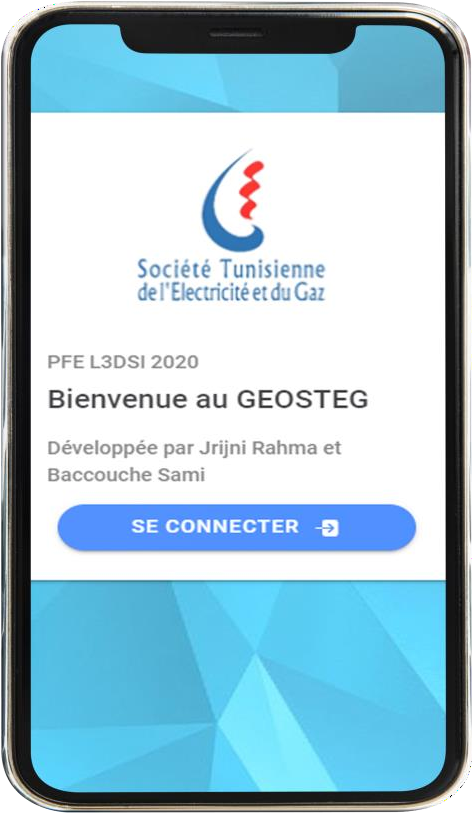 Société Tunisienne
de l'Electricité et du Gaz
PFE L3DSI 2020
Bienvenue au GEOSTEG
Développée par Jrijni Rahma et
Baccouche Sami
SE CONNECTER